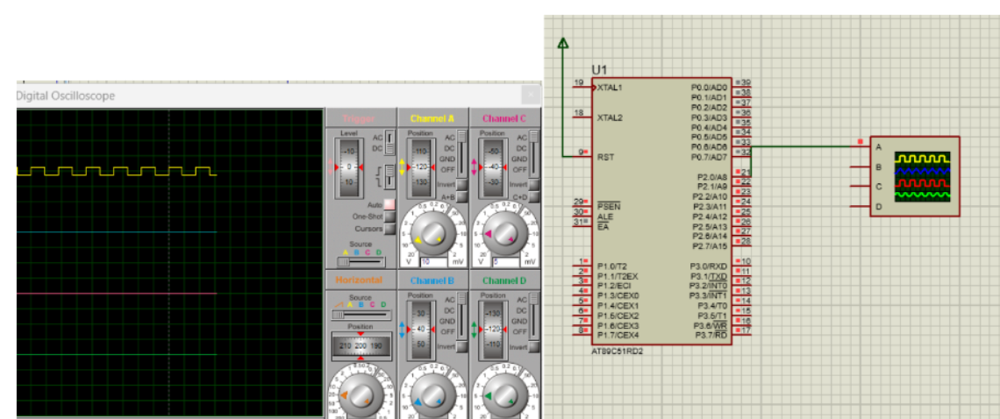 Digital Oscilloscope
Trigger
Level
AC
DC
-10
0
10
Auto
One-Shot
Cursors
Source
A B C D
Channel A
Position
AC
DC
GND
OFF
Invert
A+B
-110
-120
-130
V 10 mV
Channel C
Position
AC
DC
GND
OFF
Invert
C+D
-50
-40
-30
V 5 mV
Horizontal
Source
A B C D
Position
210 200 190
Channel B
Position
AC
DC
GND
OFF
Invert
-30
-40
-50
Channel D
Position
AC
DC
GND
OFF
Invert
-130
-120
-110
U1
19 XTAL1
18 XTAL2
9 RST
29 PSEN
30 ALE
31 EA
1 P1.0/T2
2 P1.1/T2EX
3 P1.2/ECI
4 P1.3/CEX0
5 P1.4/CEX1
6 P1.5/CEX2
7 P1.6/CEX3
8 P1.7/CEX4
P0.0/AD0 39
P0.1/AD1 38
P0.2/AD2 37
P0.3/AD3 36
P0.4/AD4 35
P0.5/AD5 34
P0.6/AD6 33
P0.7/AD7 32
P2.0/A8 21
P2.1/A9 22
P2.2/A10 23
P2.3/A11 24
P2.4/A12 25
P2.5/A13 26
P2.6/A14 27
P2.7/A15 28
P3.0/RXD 10
P3.1/TXD 11
P3.2/INT0 12
P3.3/INT1 13
P3.4/T0 14
P3.5/T1 15
P3.6/WR 16
P3.7/RD 17
AT89C51RD2
A
B
C
D